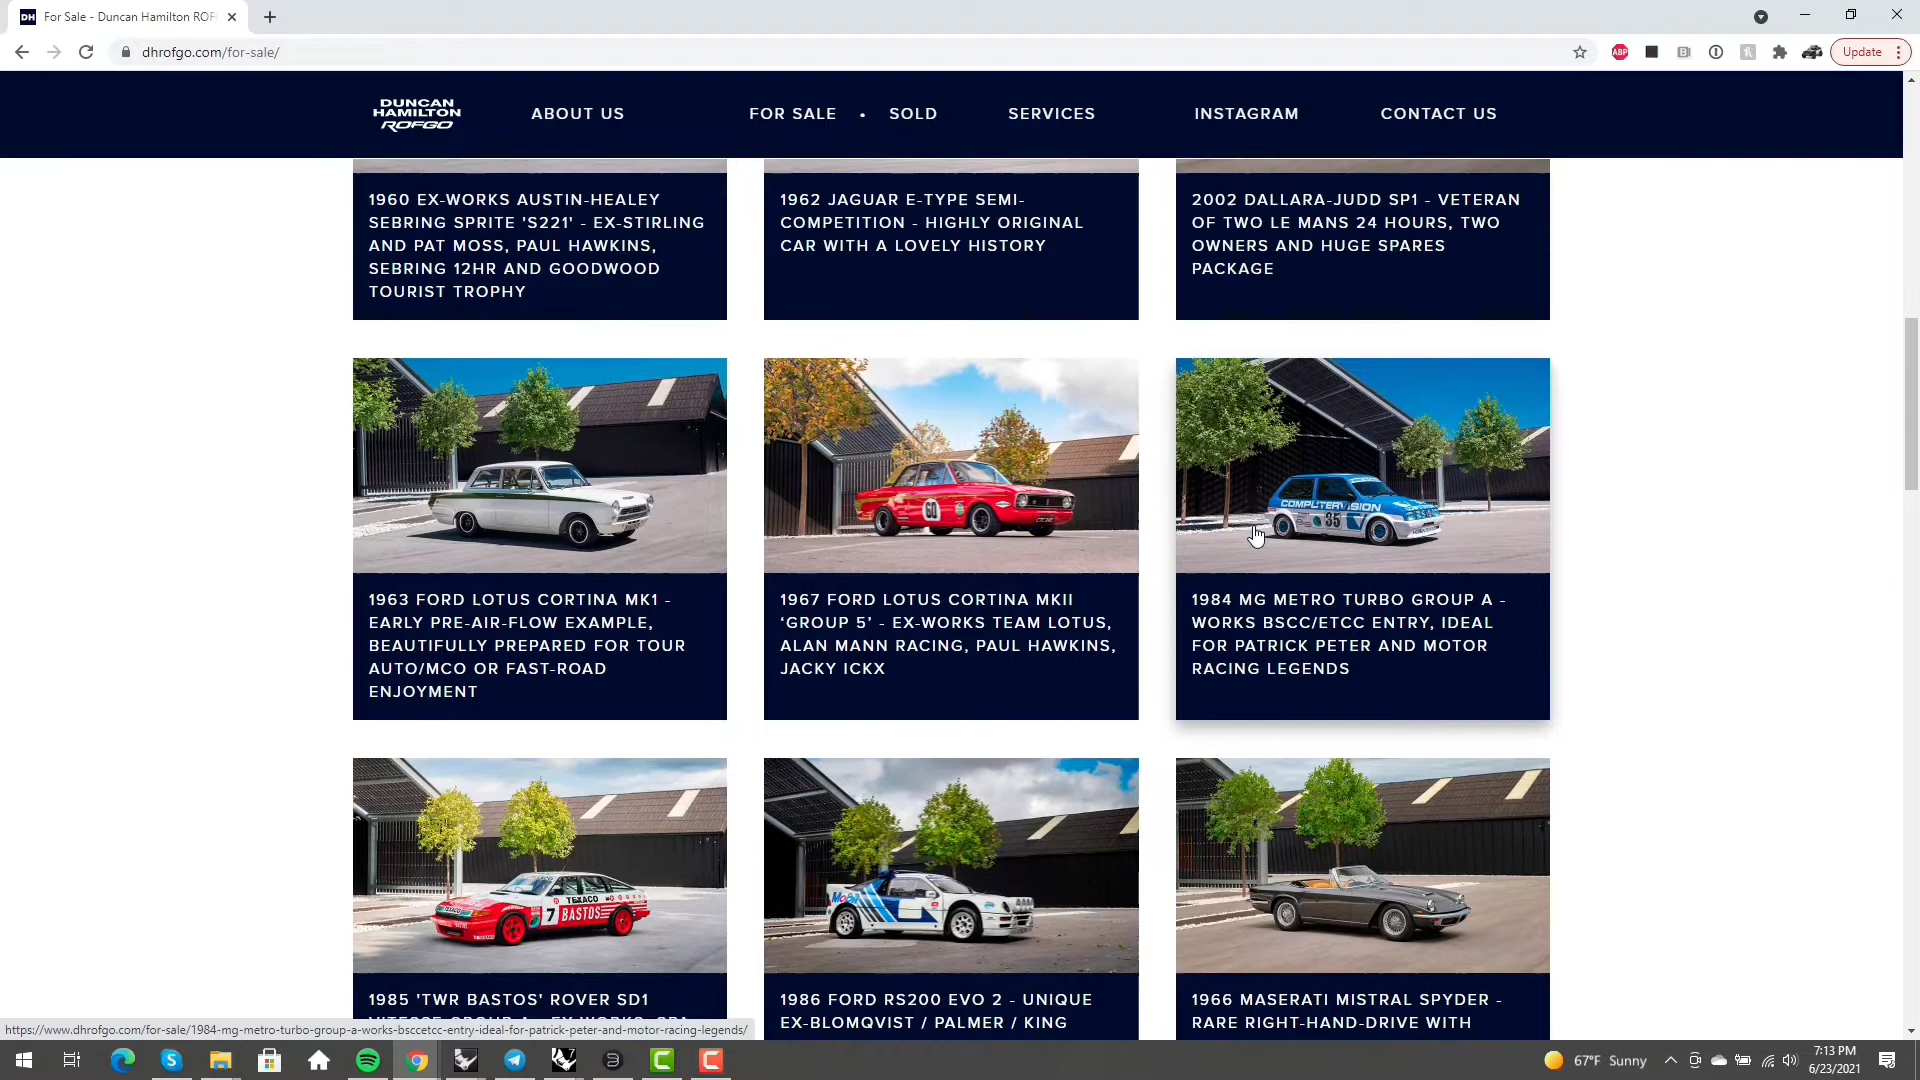 DH For Sale - Duncan Hamilton ROF
dhrofgo.com/for-sale/
ABP
Update
DUNCAN
HAMILTON
ROFGO
ABOUT US
FOR SALE • SOLD
SERVICES
INSTAGRAM
CONTACT US
1960 EX-WORKS AUSTIN-HEALEY
SEBRING SPRITE 'S221' - EX-STIRLING
AND PAT MOSS, PAUL HAWKINS,
SEBRING 12HR AND GOODWOOD
TOURIST TROPHY
1962 JAGUAR E-TYPE SEMI-
COMPETITION - HIGHLY ORIGINAL
CAR WITH A LOVELY HISTORY
2002 DALLARA-JUDD SP1 - VETERAN
OF TWO LE MANS 24 HOURS, TWO
OWNERS AND HUGE SPARES
PACKAGE
60
COMPUTERVISION
35
1963 FORD LOTUS CORTINA MK1 -
EARLY PRE-AIR-FLOW EXAMPLE,
BEAUTIFULLY PREPARED FOR TOUR
AUTO/MCO OR FAST-ROAD
ENJOYMENT
1967 FORD LOTUS CORTINA MKII
‘GROUP 5’ - EX-WORKS TEAM LOTUS,
ALAN MANN RACING, PAUL HAWKINS,
JACKY ICKX
1984 MG METRO TURBO GROUP A -
WORKS BSCC/ETCC ENTRY, IDEAL
FOR PATRICK PETER AND MOTOR
RACING LEGENDS
TEXACO
7 BASTOS
Mobil
1985 'TWR BASTOS' ROVER SD1
1986 FORD RS200 EVO 2 - UNIQUE
EX-BLOMQVIST / PALMER / KING
1966 MASERATI MISTRAL SPYDER -
RARE RIGHT-HAND-DRIVE WITH
https://www.dhrofgo.com/for-sale/1984-mg-metro-turbo-group-a-works-bsccetcc-entry-ideal-for-patrick-peter-and-motor-racing-legends/
67°F Sunny
7:13 PM
6/23/2021